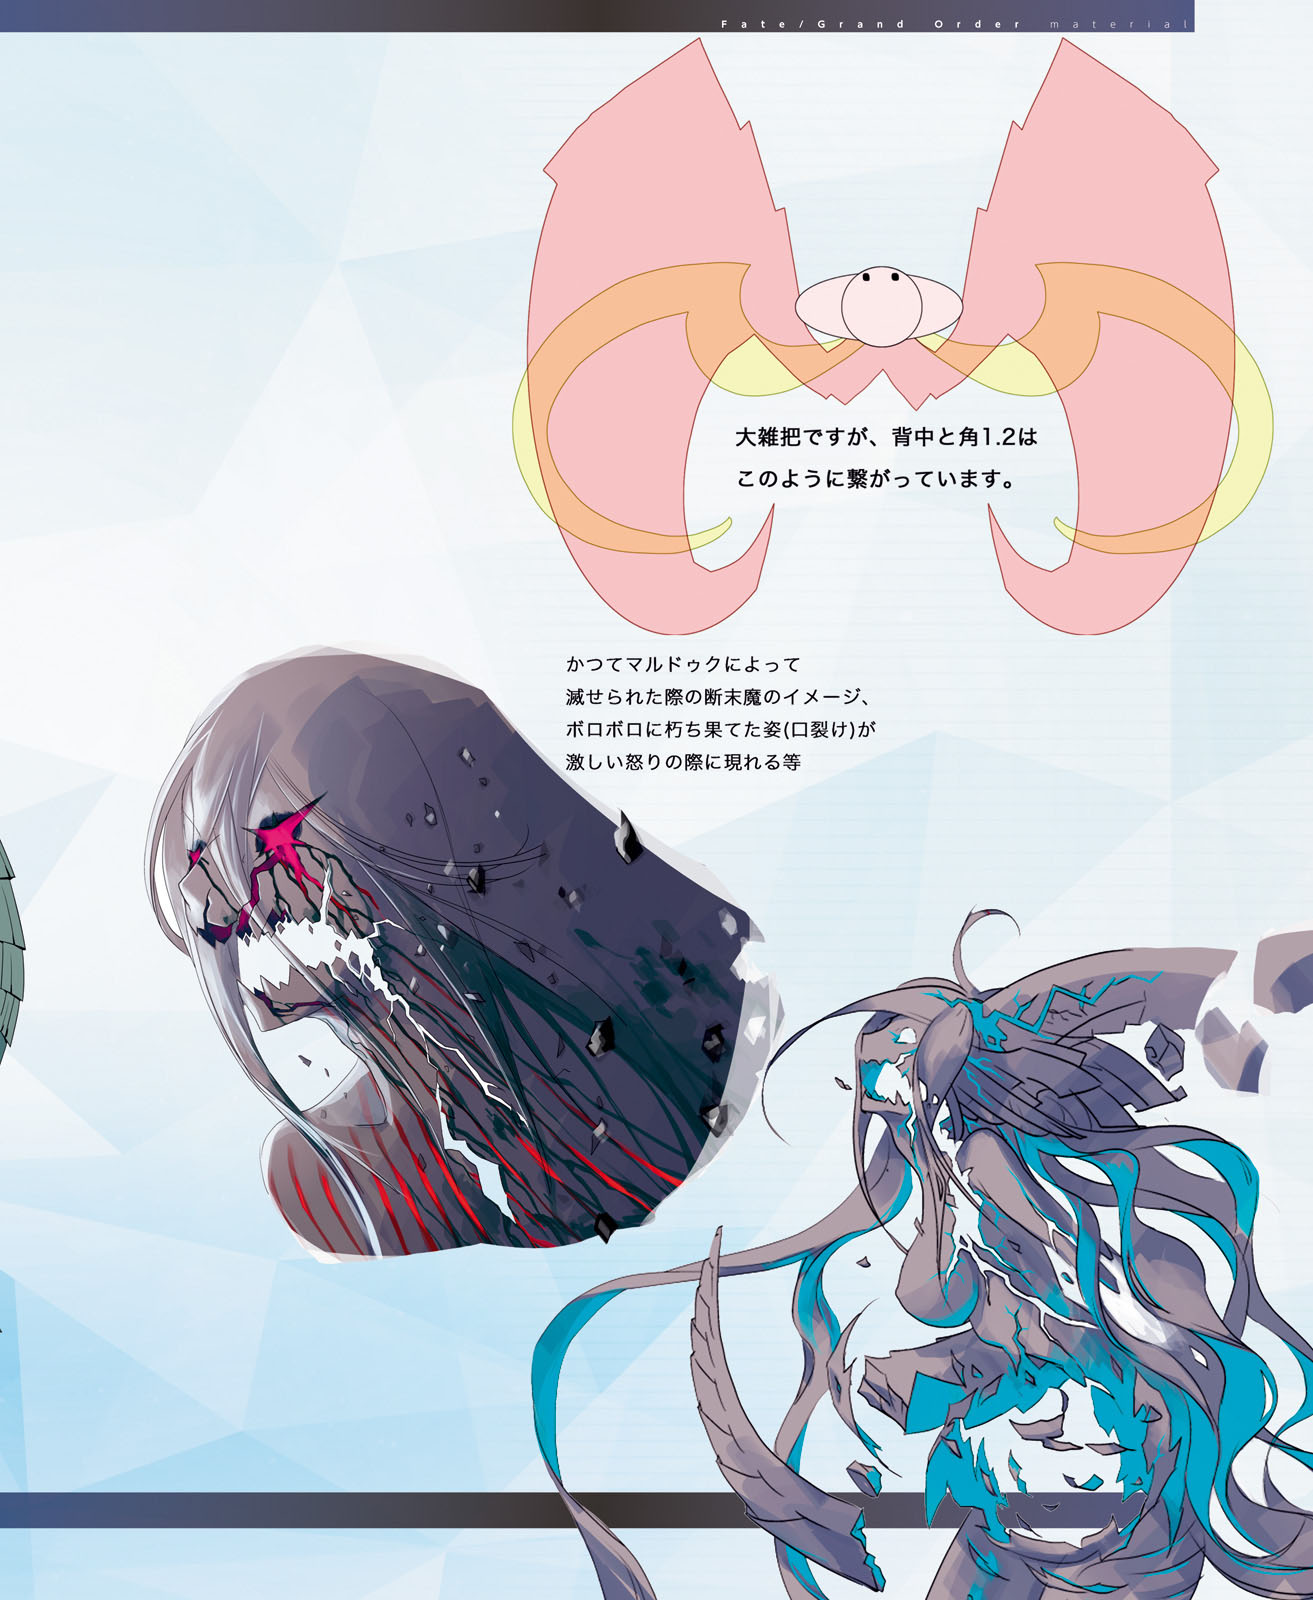 Fate/Grand Order material
大雑把ですが、背中と角1.2は
このように繋がっています。
かつてマルドゥクによって
滅せられた際の断末魔のイメージ、
ボロボロに朽ち果てた姿(口裂け)が
激しい怒りの際に現れる等